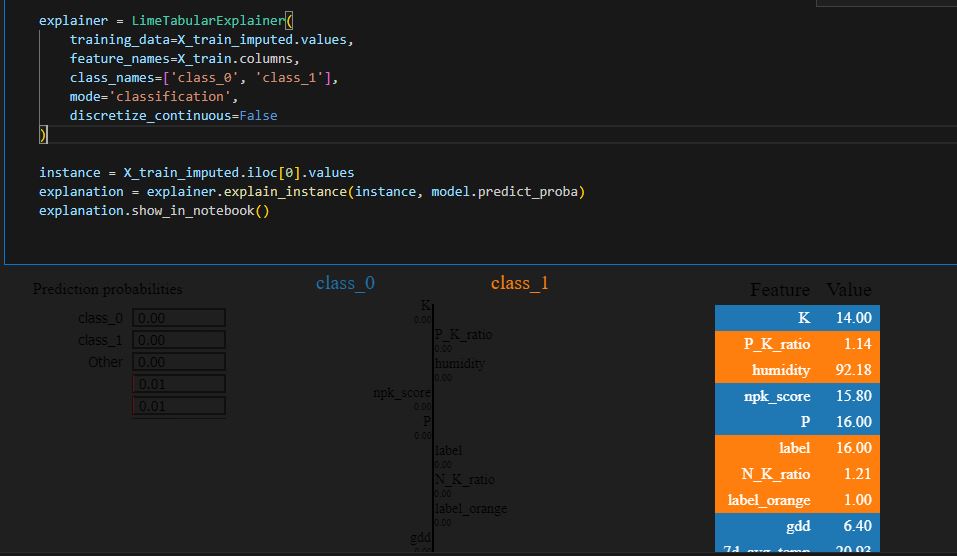 explainer = LimeTabularExplainer(
training_data=X_train_imputed.values,
feature_names=X_train.columns,
class_names=['class_0', 'class_1'],
mode='classification',
discretize_continuous=False
)
instance = X_train_imputed.iloc[0].values
explanation = explainer.explain_instance(instance, model.predict_proba)
explanation.show_in_notebook()
Prediction probabilities
class_0 0.00
class_1 0.00
Other 0.00
0.01
0.01
class_0 class_1
K
0.00
P_K_ratio
0.00
humidity
0.00
npk_score
0.00
P
0.00
label
0.00
N_K_ratio
0.00
label_orange
0.00
gdd
0.00
Feature Value
K 14.00
P_K_ratio 1.14
humidity 92.18
npk_score 15.80
P 16.00
label 16.00
N_K_ratio 1.21
label_orange 1.00
gdd 6.40
7d_avg_temp 20.93